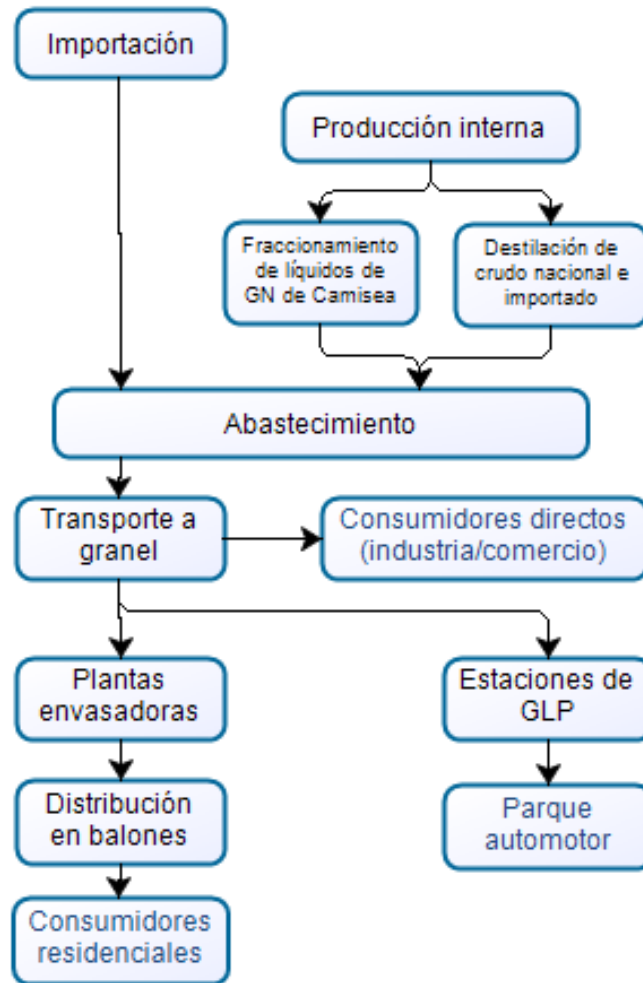 Importación
Producción interna
Fraccionamiento
de líquidos de
GN de Camisea
Destilación de
crudo nacional e
importado
Abastecimiento
Transporte a
granel
Consumidores directos
(industria/comercio)
Plantas
envasadoras
Estaciones de
GLP
Distribución
en balones
Parque
automotor
Consumidores
residenciales